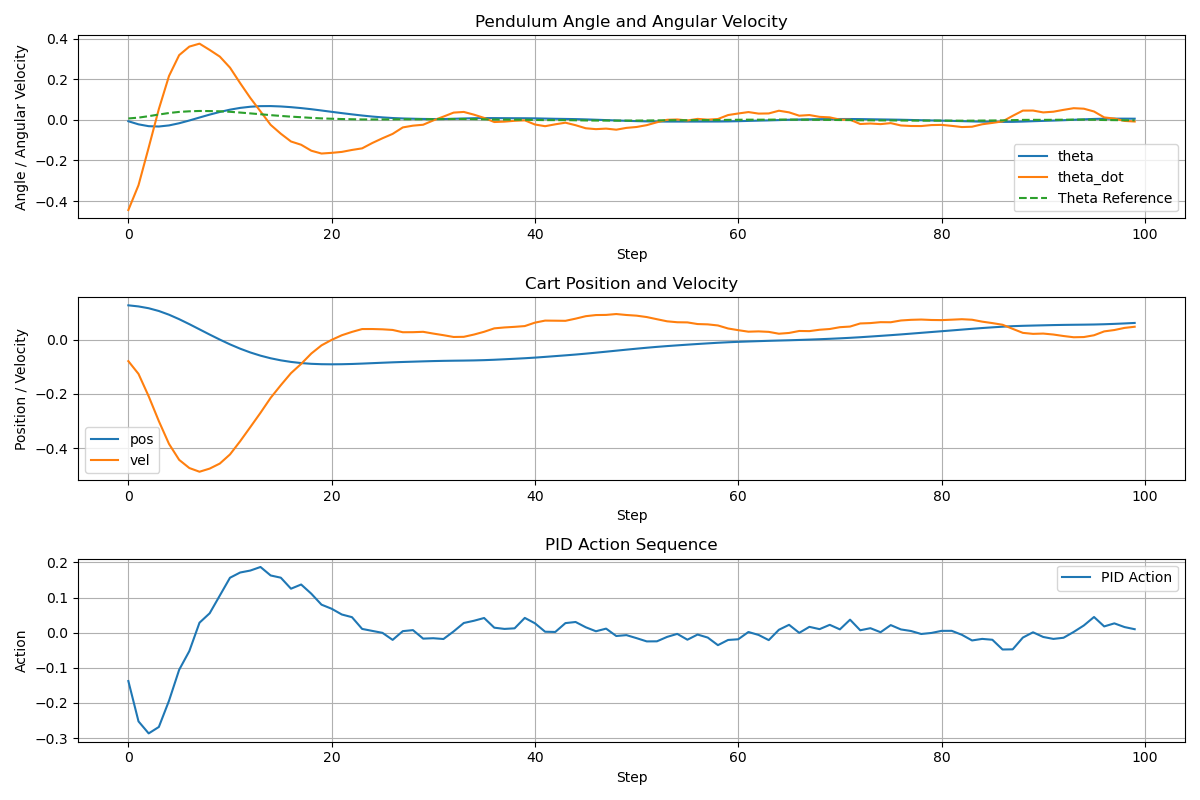 Pendulum Angle and Angular Velocity
Angle / Angular Velocity
0.4
0.2
0.0
−0.2
−0.4
theta
theta_dot
Theta Reference
0 20 40 60 80 100
Step
Cart Position and Velocity
Position / Velocity
0.0
−0.2
−0.4
pos
vel
0 20 40 60 80 100
Step
PID Action Sequence
Action
0.2
0.1
0.0
−0.1
−0.2
−0.3
PID Action
0 20 40 60 80 100
Step